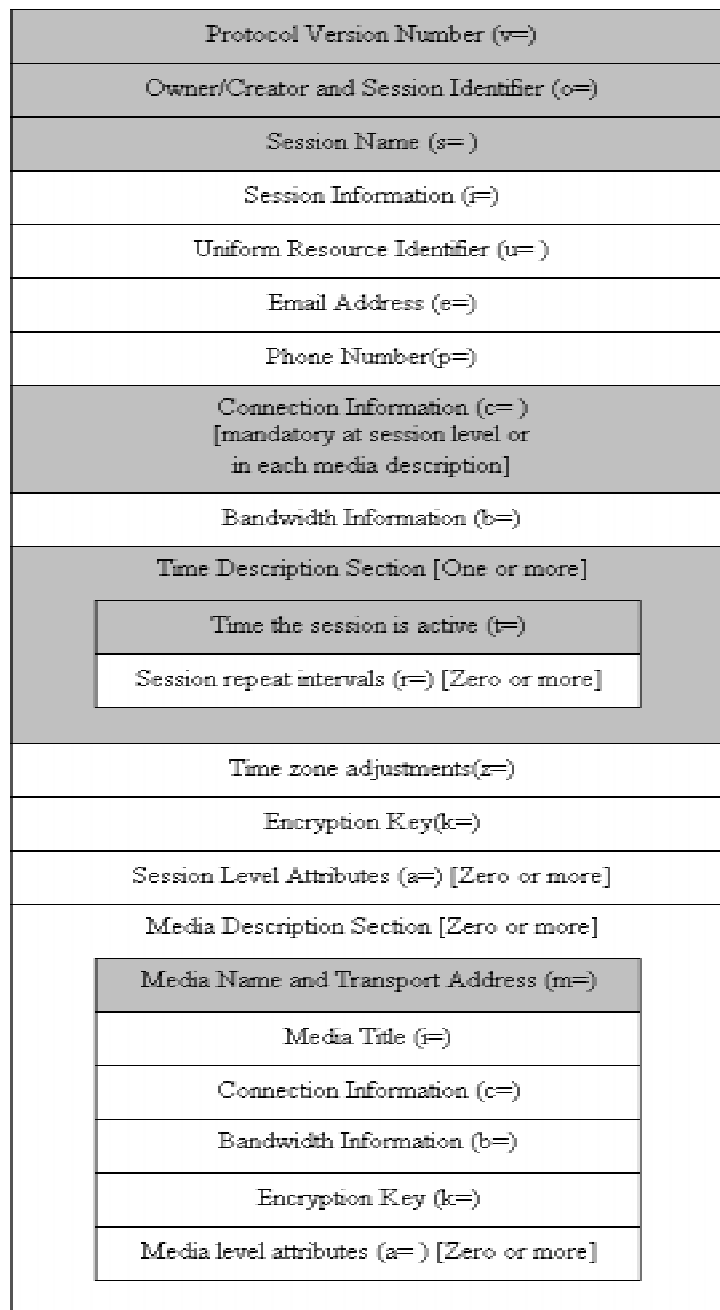 Protocol Version Number (v=)
Owner/Creator and Session Identifier (o=)
Session Name (s= )
Session Information (i=)
Uniform Resource Identifier (u= )
Email Address (e=)
Phone Number(p=)
Connection Information (c= )
[mandatory at session level or
in each media description]
Bandwidth Information (b=)
Time Description Section [One or more]
Time the session is active (t=)
Session repeat intervals (r=) [Zero or more]
Time zone adjustments(z=)
Encryption Key(k=)
Session Level Attributes (a=) [Zero or more]
Media Description Section [Zero or more]
Media Name and Transport Address (m=)
Media Title (i=)
Connection Information (c=)
Bandwidth Information (b=)
Encryption Key (k=)
Media level attributes (a= ) [Zero or more]